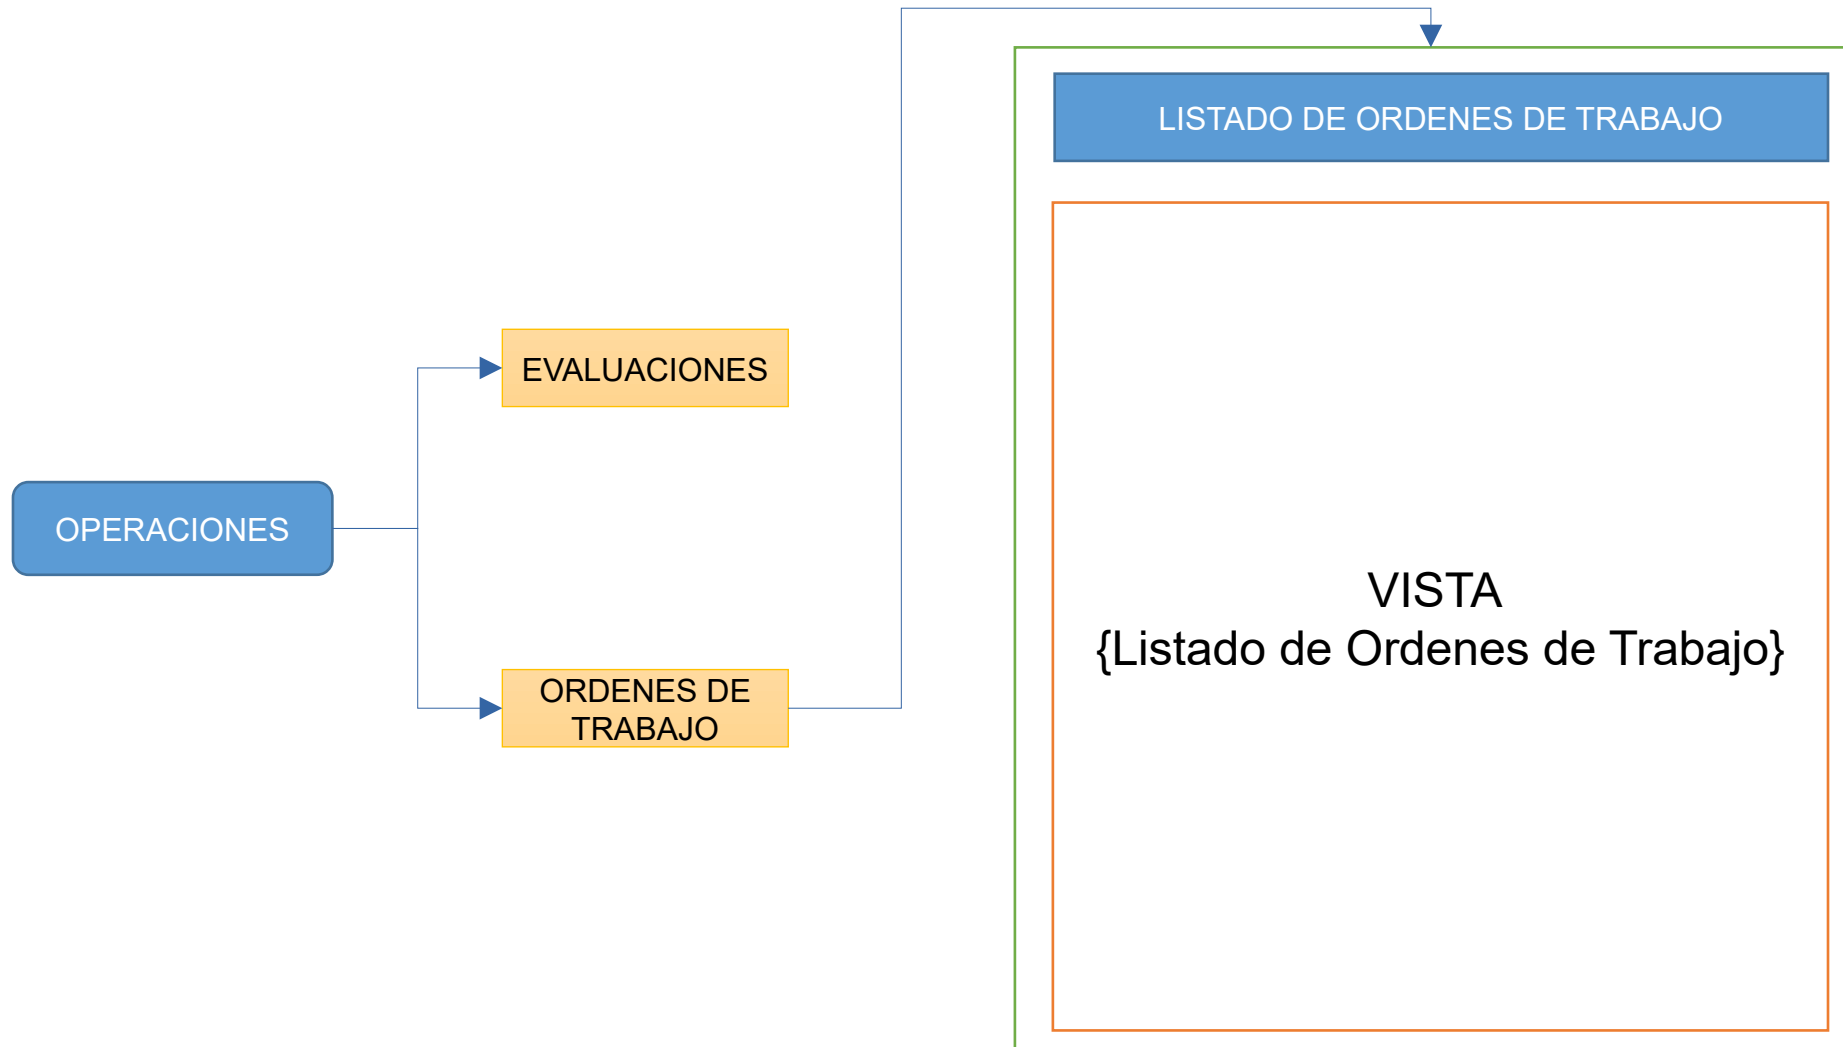 LISTADO DE ORDENES DE TRABAJO
EVALUACIONES
OPERACIONES
ORDENES DE
TRABAJO
VISTA
{Listado de Ordenes de Trabajo}